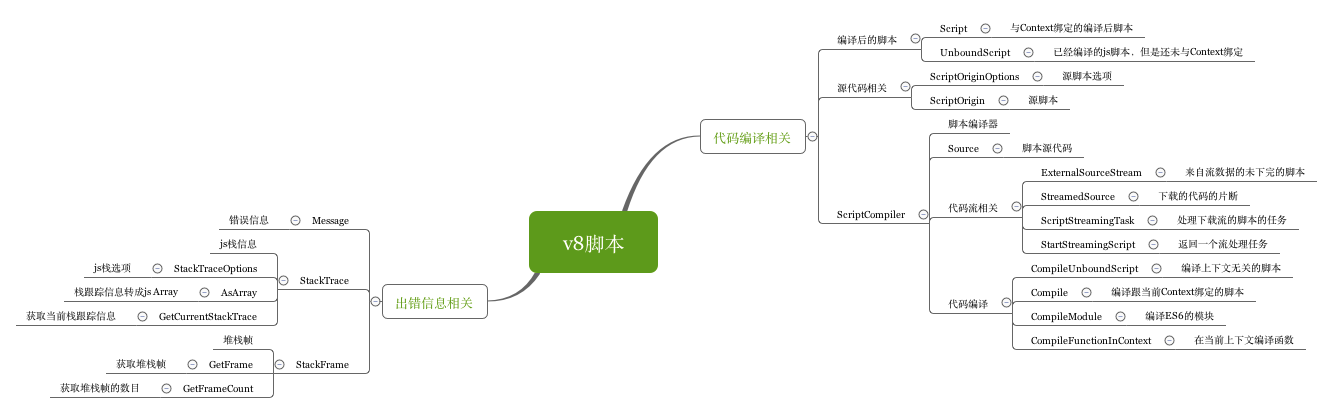 v8脚本
代码编译相关
编译后的脚本
Script 与Context绑定的编译后脚本
UnboundScript 已经编译的js脚本．但是还未与Context绑定
源代码相关
ScriptOriginOptions 源脚本选项
ScriptOrigin 源脚本
ScriptCompiler
脚本编译器
Source 脚本源代码
代码流相关
ExternalSourceStream 来自流数据的未下完的脚本
StreamedSource 下载的代码的片断
ScriptStreamingTask 处理下载流的脚本的任务
StartStreamingScript 返回一个流处理任务
代码编译
CompileUnboundScript 编译上下文无关的脚本
Compile 编译跟当前Context绑定的脚本
CompileModule 编译ES6的模块
CompileFunctionInContext 在当前上下文编译函数
出错信息相关
错误信息 Message
StackTrace
js栈信息
js栈选项 StackTraceOptions
栈跟踪信息转成js Array AsArray
获取当前栈跟踪信息 GetCurrentStackTrace
StackFrame
堆栈帧
获取堆栈帧 GetFrame
获取堆栈帧的数目 GetFrameCount